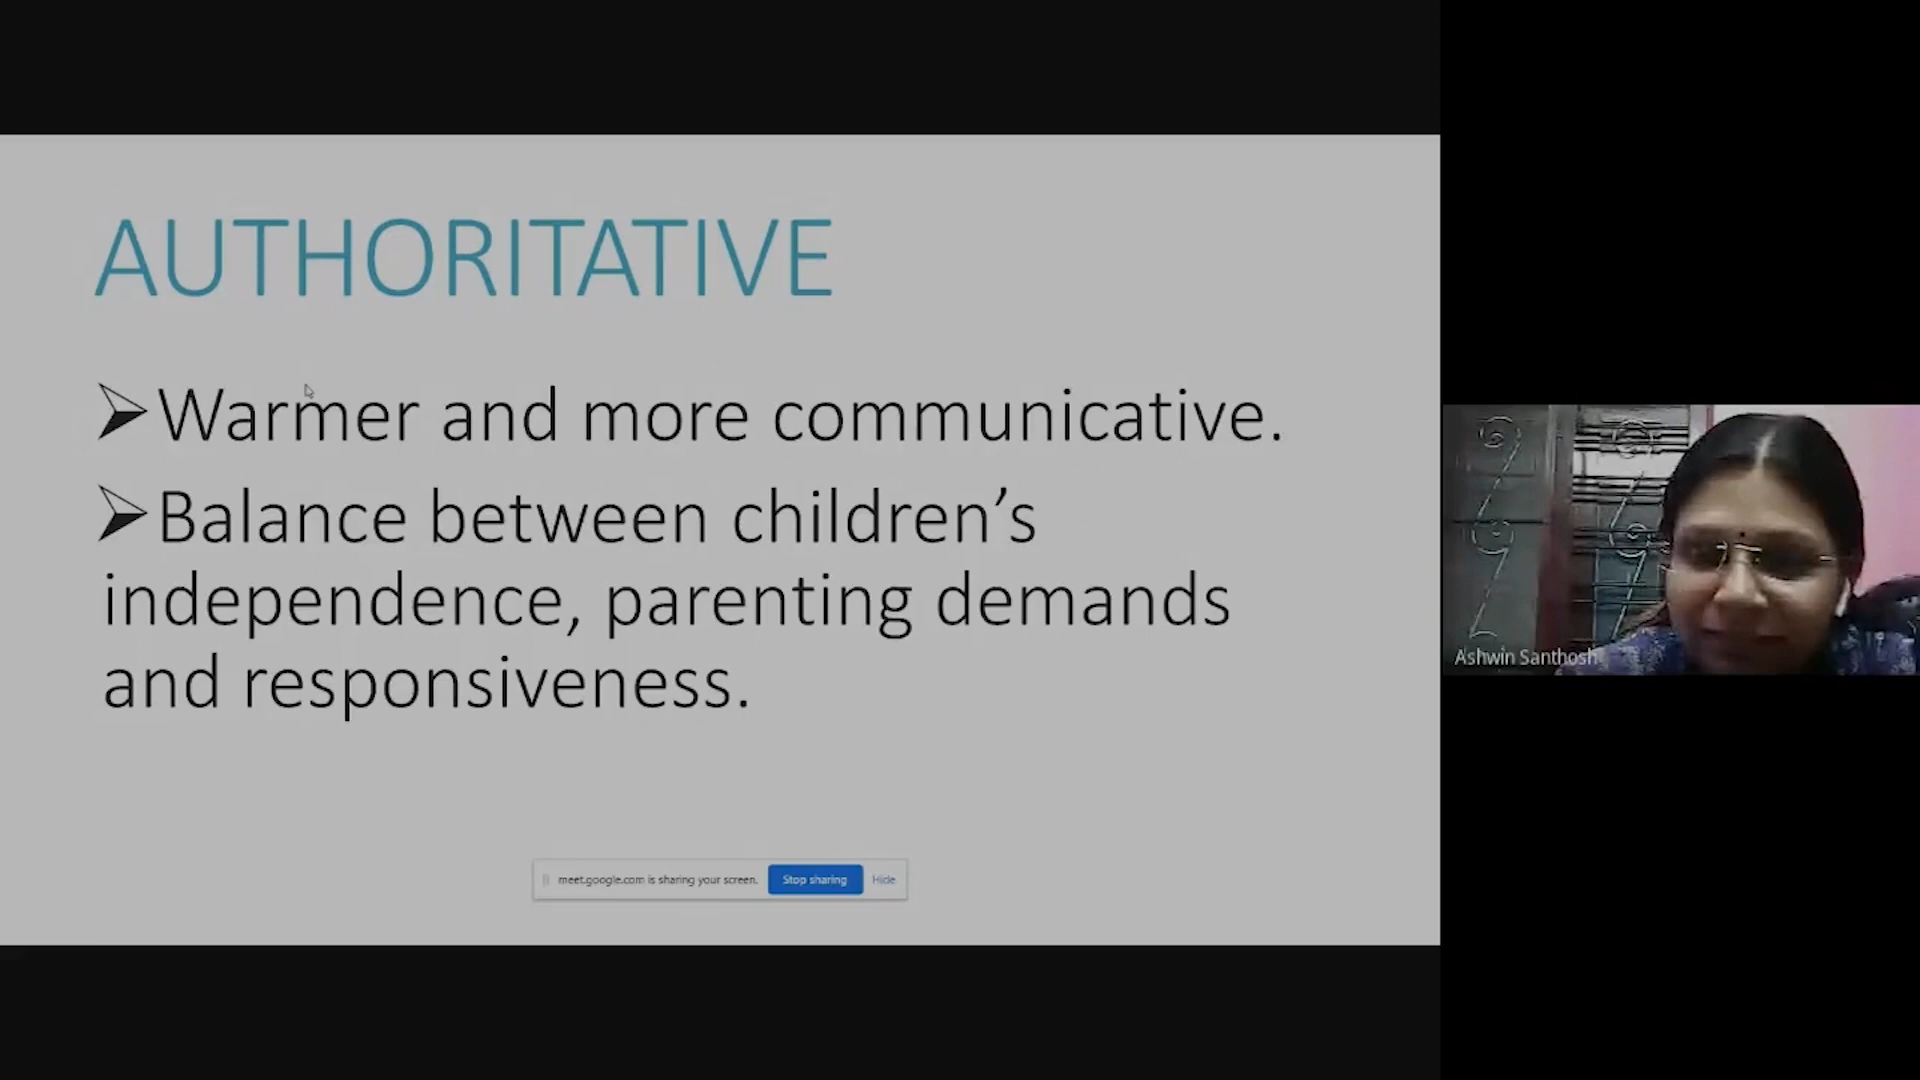 AUTHORITATIVE
➢Warmer and more communicative.
➢Balance between children’s
independence, parenting demands
and responsiveness.
meet.google.com is sharing your screen. Stop sharing Hide
Ashwin Santhosh